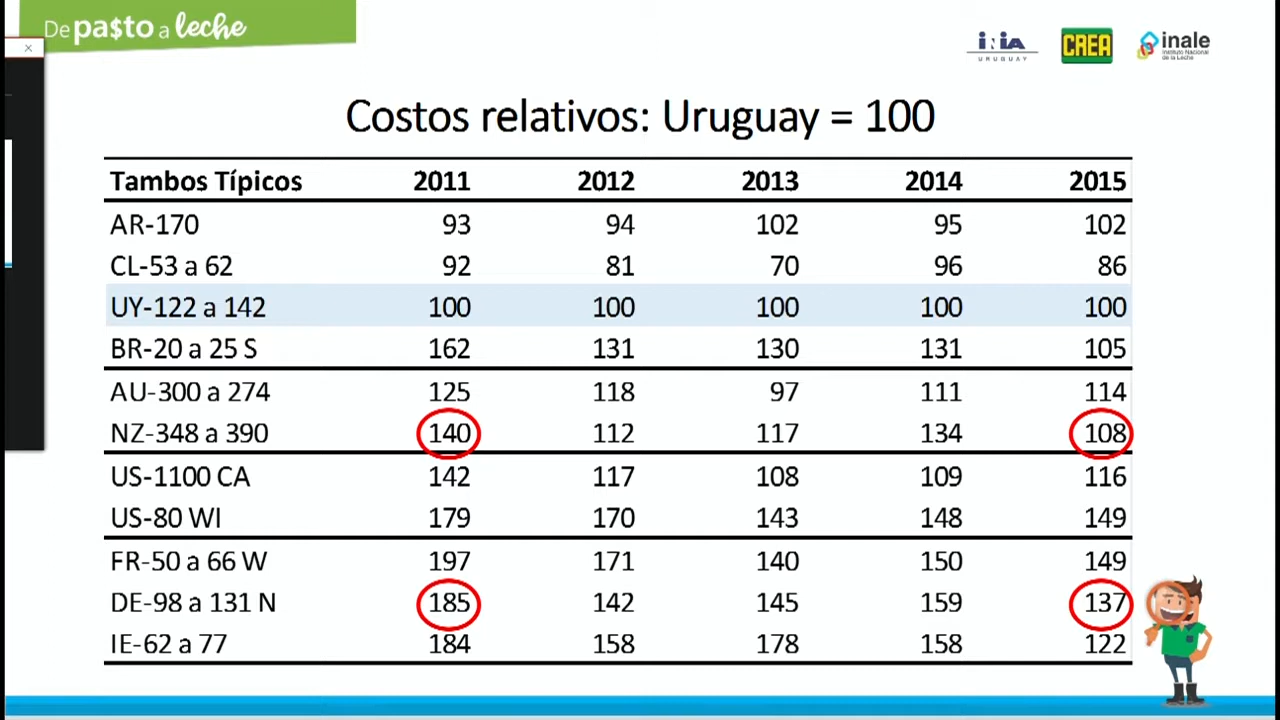 De pa$to a leche
INIA
URUGUAY
CREA
inale
Instituto Nacional
de la Leche
Costos relativos: Uruguay = 100
Tambos Típicos 2011 2012 2013 2014 2015
AR-170 93 94 102 95 102
CL-53 a 62 92 81 70 96 86
UY-122 a 142 100 100 100 100 100
BR-20 a 25 S 162 131 130 131 105
AU-300 a 274 125 118 97 111 114
NZ-348 a 390 140 112 117 134 108
US-1100 CA 142 117 108 109 116
US-80 WI 179 170 143 148 149
FR-50 a 66 W 197 171 140 150 149
DE-98 a 131 N 185 142 145 159 137
IE-62 a 77 184 158 178 158 122